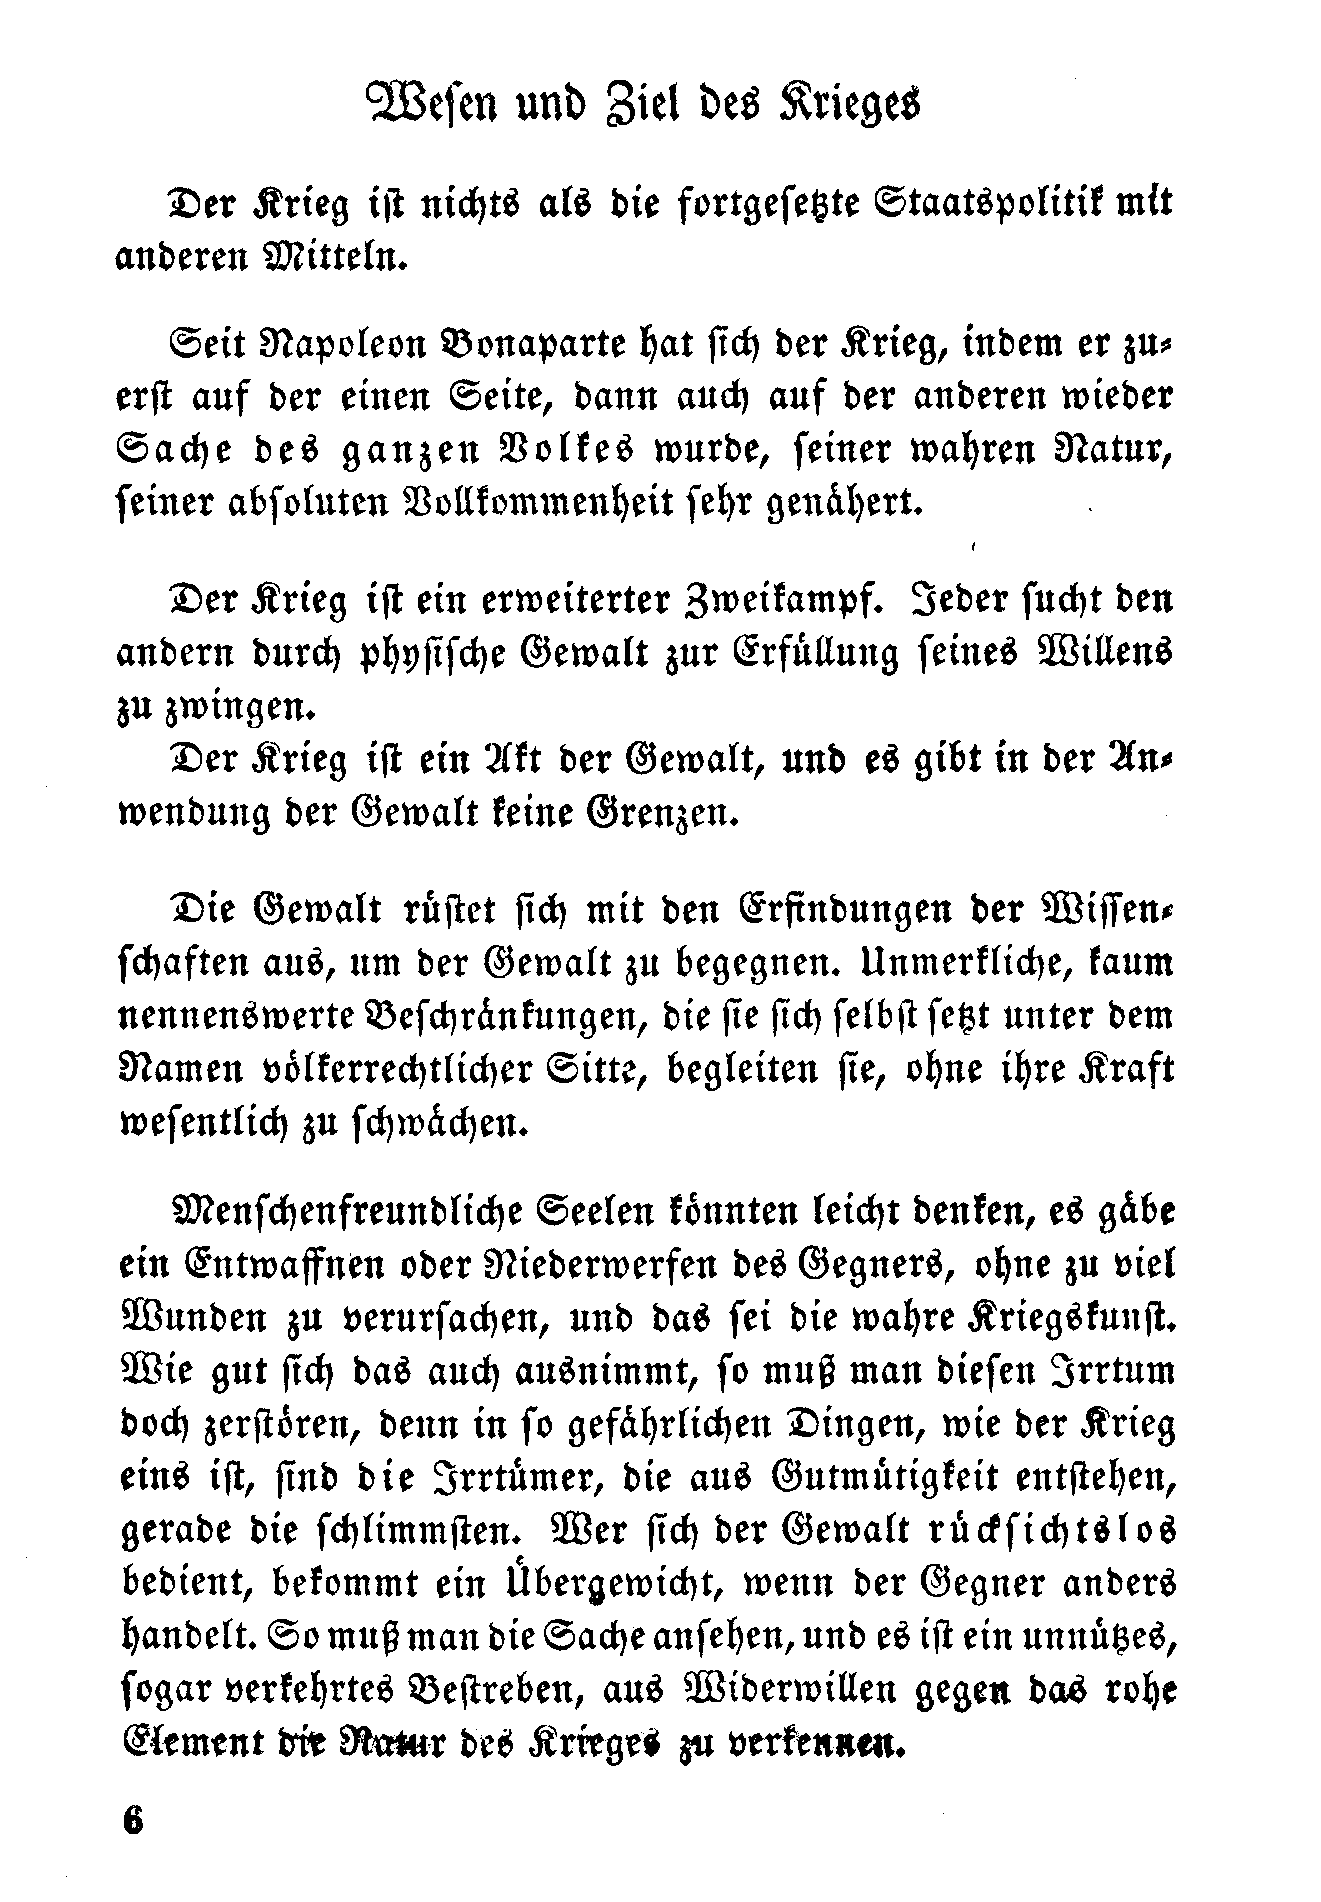 Wesen und Ziel des Krieges
Der Krieg ist nichts als die fortgesetzte Staatspolitik mit
anderen Mitteln.
Seit Napoleon Bonaparte hat sich der Krieg, indem er zu-
erst auf der einen Seite, dann auch auf der anderen wieder
Sache des ganzen Volkes wurde, seiner wahren Natur,
seiner absoluten Vollkommenheit sehr genähert.
Der Krieg ist ein erweiterter Zweikampf. Jeder sucht den
andern durch physische Gewalt zur Erfüllung seines Willens
zu zwingen.
Der Krieg ist ein Akt der Gewalt, und es gibt in der An-
wendung der Gewalt keine Grenzen.
Die Gewalt rüstet sich mit den Erfindungen der Wissen-
schaften aus, um der Gewalt zu begegnen. Unmerkliche, kaum
nennenswerte Beschränkungen, die sie sich selbst setzt unter dem
Namen völkerrechtlicher Sitte, begleiten sie, ohne ihre Kraft
wesentlich zu schwächen.
Menschenfreundliche Seelen könnten leicht denken, es gäbe
ein Entwaffnen oder Niederwerfen des Gegners, ohne zu viel
Wunden zu verursachen, und das sei die wahre Kriegskunst.
Wie gut sich das auch ausnimmt, so muß man diesen Irrtum
doch zerstören, denn in so gefährlichen Dingen, wie der Krieg
eins ist, sind die Irrtümer, die aus Gutmütigkeit entstehen,
gerade die schlimmsten. Wer sich der Gewalt rücksichtslos
bedient, bekommt ein Übergewicht, wenn der Gegner anders
handelt. So muß man die Sache ansehen, und es ist ein unnützes,
sogar verkehrtes Bestreben, aus Widerwillen gegen das rohe
Element die Natur des Krieges zu verkennen.
6